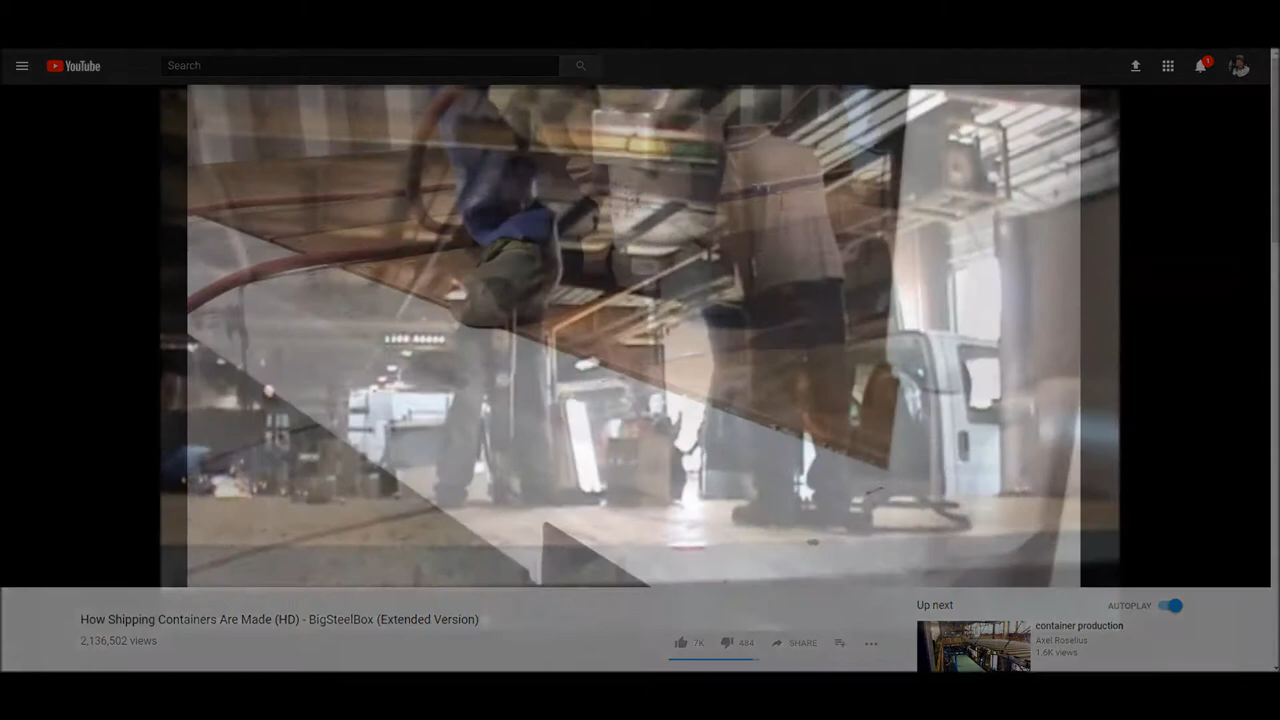 YouTube
Search
1
How Shipping Containers Are Made (HD) - BigSteelBox (Extended Version)
2,136,502 views
7K
484
SHARE
Up next
AUTOPLAY
container production
Axel Roselius
1.6K views